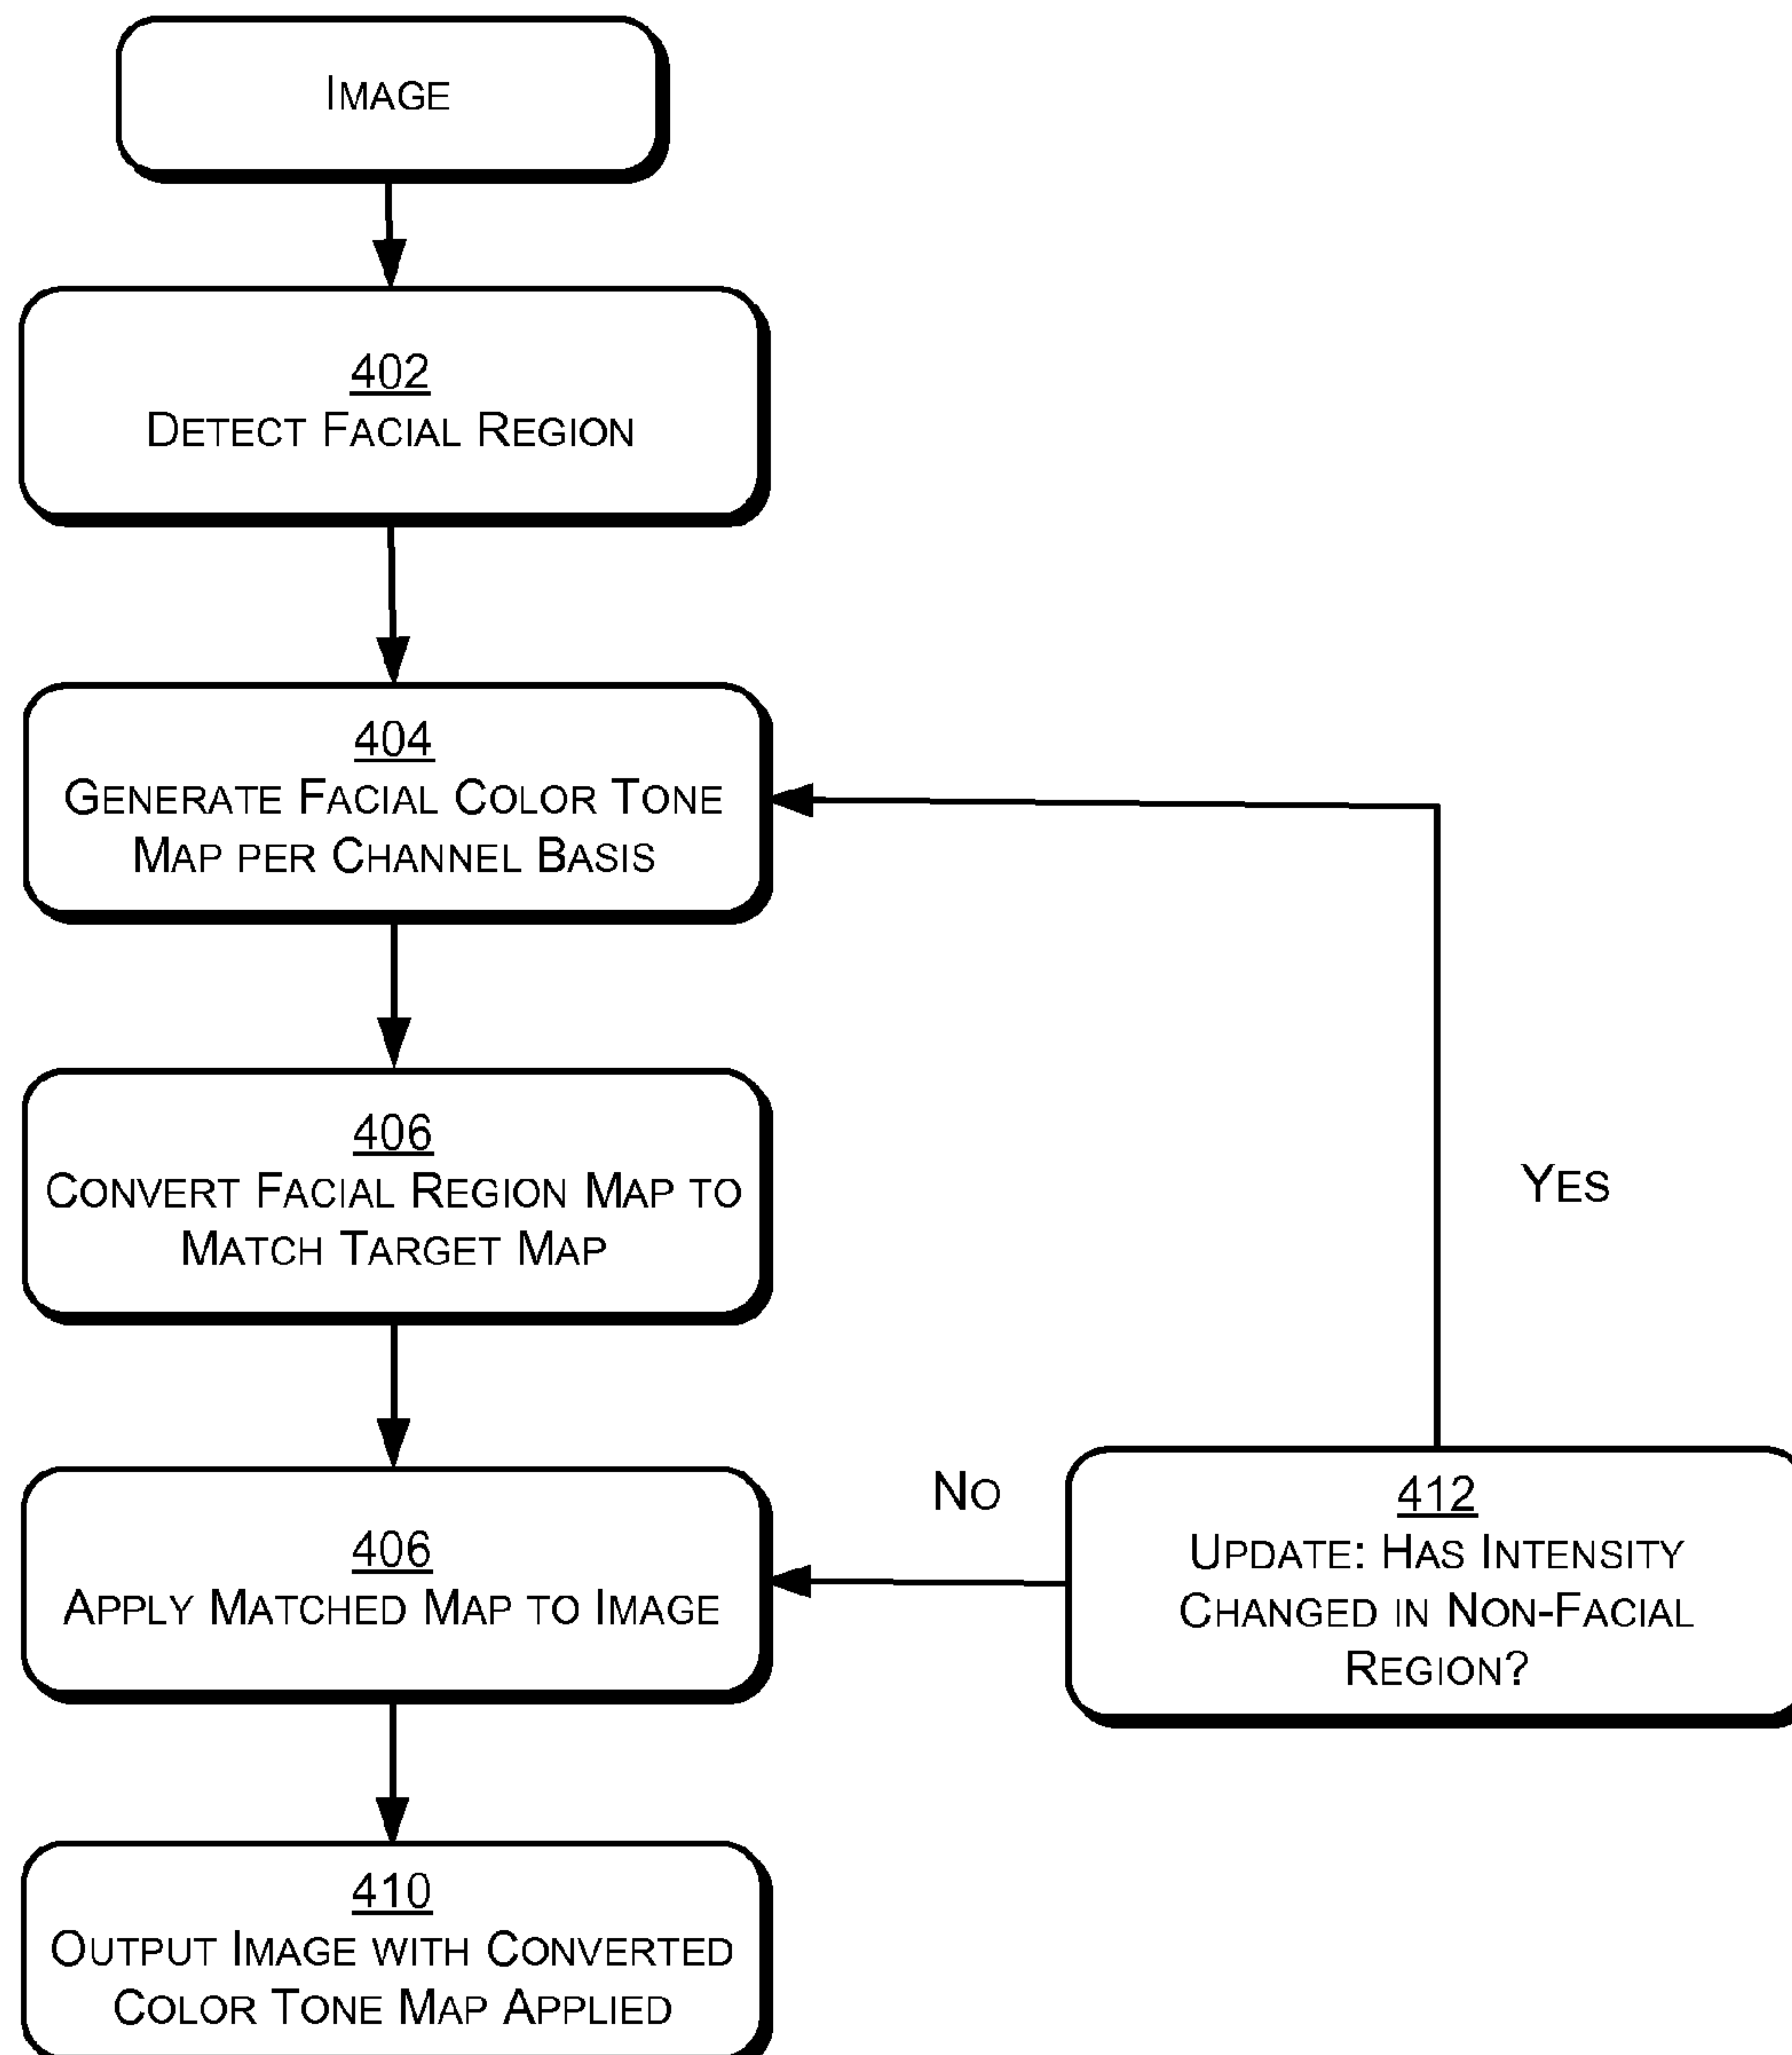 IMAGE
402
DETECT FACIAL REGION
404
GENERATE FACIAL COLOR TONE
MAP PER CHANNEL BASIS
406
CONVERT FACIAL REGION MAP TO
MATCH TARGET MAP
YES
NO
406
APPLY MATCHED MAP TO IMAGE
412
UPDATE: HAS INTENSITY
CHANGED IN NON-FACIAL
REGION?
410
OUTPUT IMAGE WITH CONVERTED
COLOR TONE MAP APPLIED